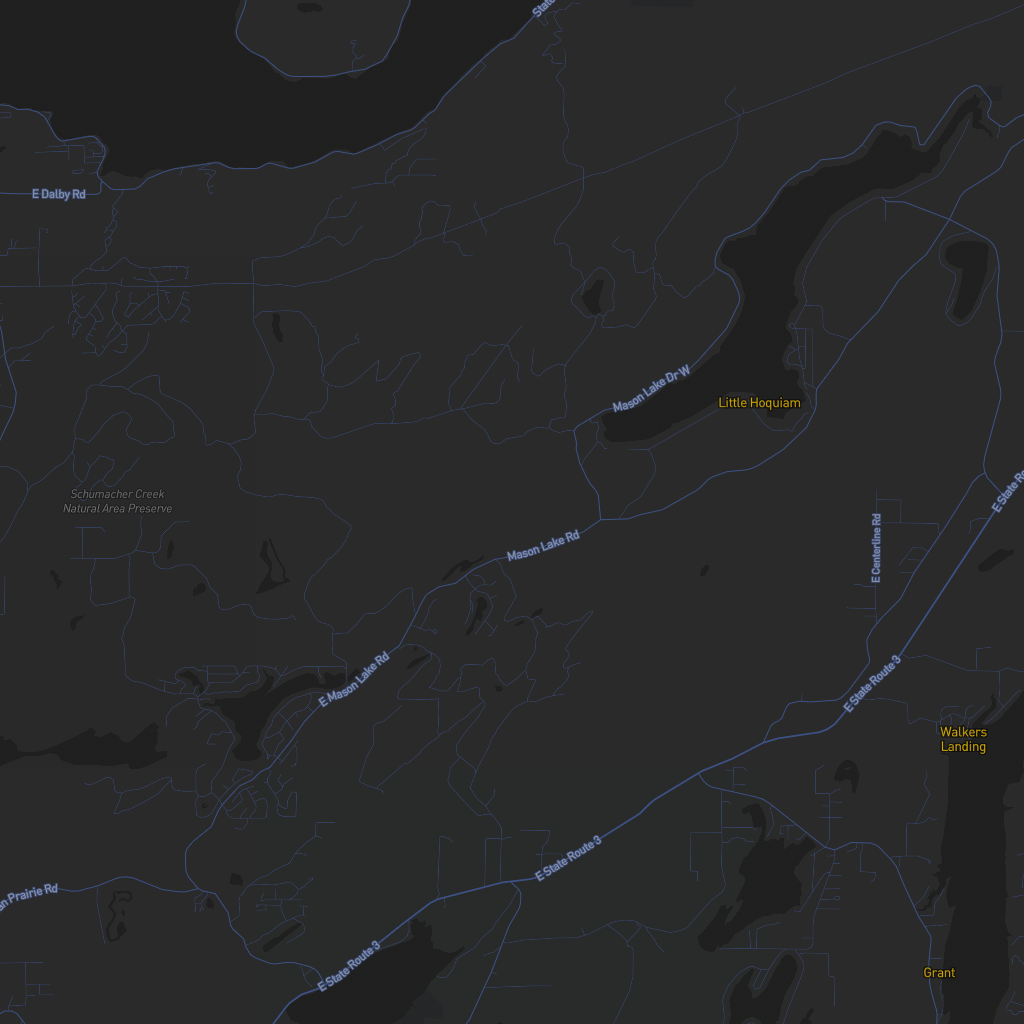 E Dalby Rd
Mason Lake Dr W
Little Hoquiam
Schumacher Creek
Natural Area Preserve
E Centerline Rd
Mason Lake Rd
E Mason Lake Rd
E State Route 3
Walkers
Landing
E State Route 3
Prairie Rd
E State Route 3
Grant